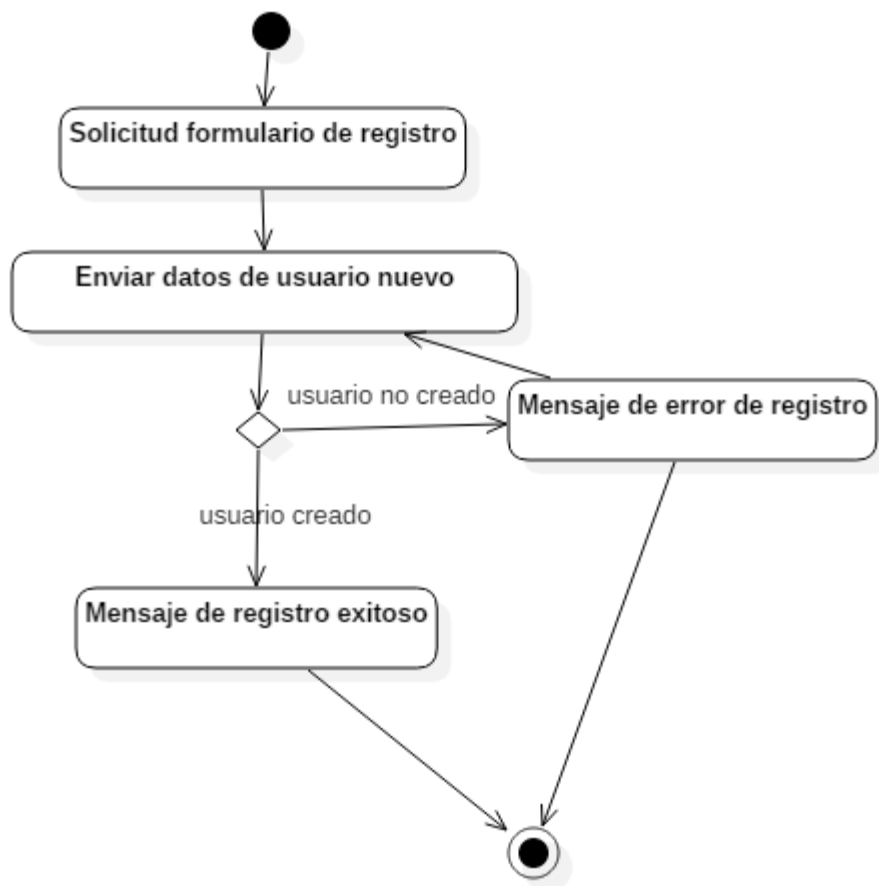 Solicitud formulario de registro
Enviar datos de usuario nuevo
usuario no creado
Mensaje de error de registro
usuario creado
Mensaje de registro exitoso